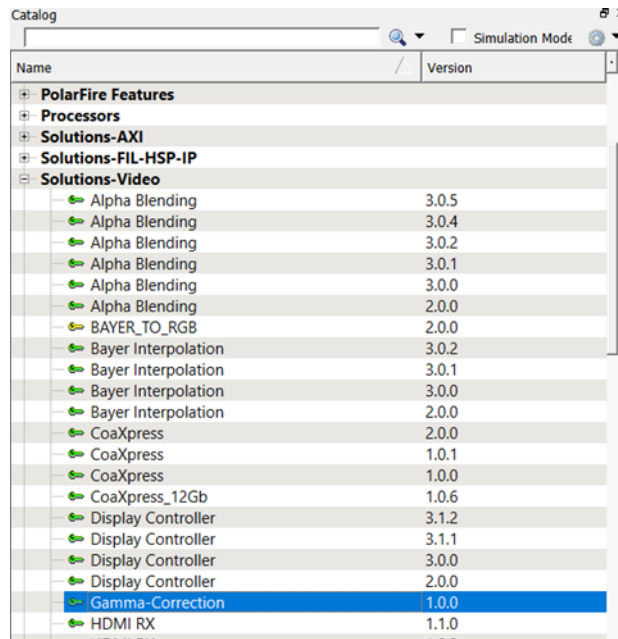 Catalog
Simulation Mode
Name Version
PolarFire Features
Processors
Solutions-AXI
Solutions-FIL-HSP-IP
Solutions-Video
Alpha Blending 3.0.5
Alpha Blending 3.0.4
Alpha Blending 3.0.2
Alpha Blending 3.0.1
Alpha Blending 3.0.0
Alpha Blending 2.0.0
BAYER_TO_RGB 2.0.0
Bayer Interpolation 3.0.2
Bayer Interpolation 3.0.1
Bayer Interpolation 3.0.0
Bayer Interpolation 2.0.0
CoaXpress 2.0.0
CoaXpress 1.0.1
CoaXpress 1.0.0
CoaXpress_12Gb 1.0.6
Display Controller 3.1.2
Display Controller 3.1.1
Display Controller 3.0.0
Display Controller 2.0.0
Gamma-Correction 1.0.0
HDMI RX 1.1.0